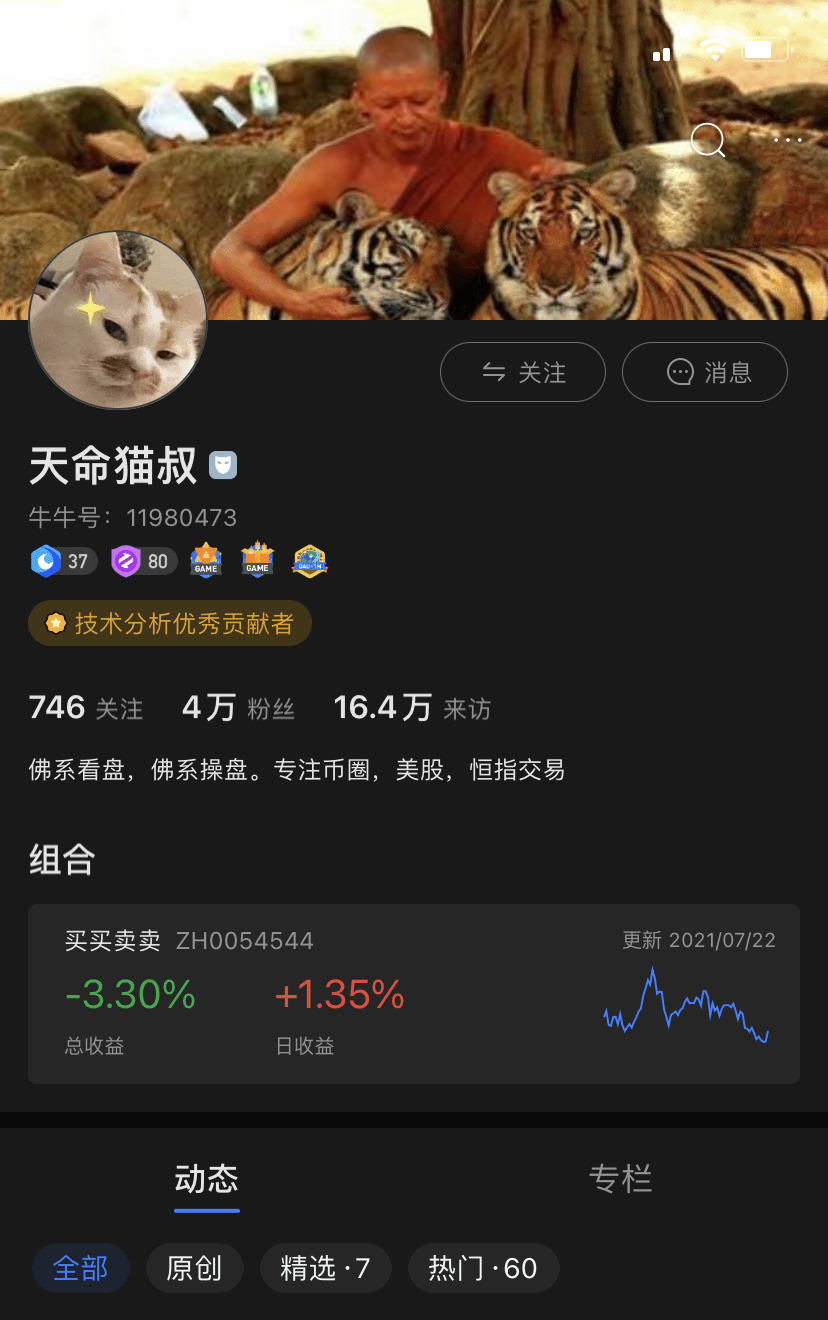 关注
消息
天命猫叔
牛牛号：11980473
37 80 GAME GAME
技术分析优秀贡献者
746 关注 4万 粉丝 16.4万 来访
佛系看盘，佛系操盘。专注币圈，美股，恒指交易
组合
买买卖卖 ZH0054544 更新 2021/07/22
-3.30% +1.35%
总收益 日收益
动态 专栏
全部 原创 精选·7 热门·60